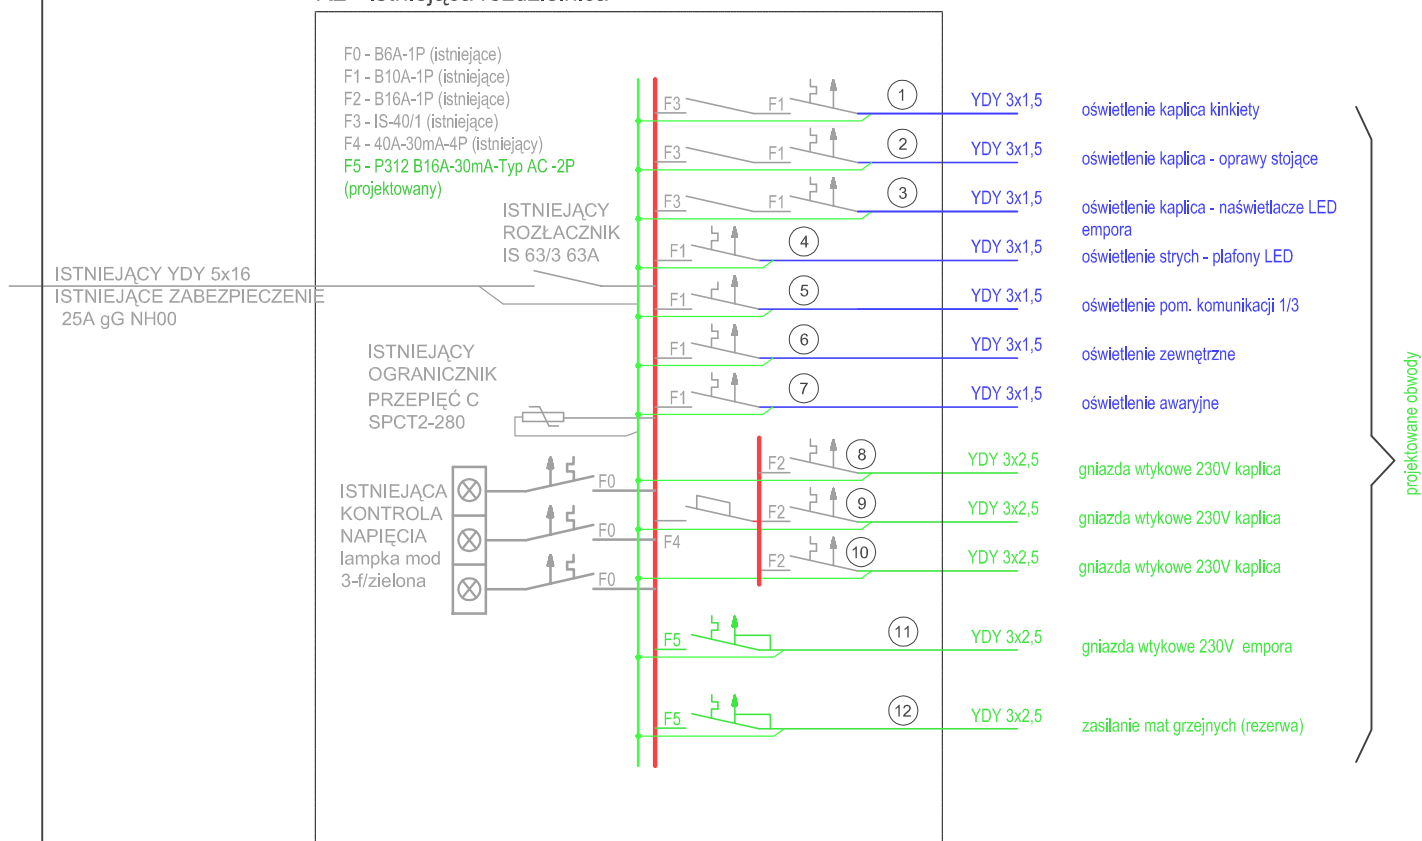 F0 - B6A-1P (istniejące)
F1 - B10A-1P (istniejące)
F2 - B16A-1P (istniejące)
F3 - IS-40/1 (istniejące)
F4 - 40A-30mA-4P (istniejący)
F5 - P312 B16A-30mA-Typ AC -2P
(projektowany)
ISTNIEJĄCY
ROZŁACZNIK
IS 63/3 63A
ISTNIEJĄCY YDY 5x16
ISTNIEJĄCE ZABEZPIECZENIE
25A gG NH00
ISTNIEJĄCY
OGRANICZNIK
PRZEPIĘĆ C
SPCT2-280
ISTNIEJĄCA
KONTROLA
NAPIĘCIA
lampka mod
3-f/zielona
F0
F0
F0
F3 F1 1 YDY 3x1,5 oświetlenie kaplica kinkiety
F3 F1 2 YDY 3x1,5 oświetlenie kaplica - oprawy stojące
F3 F1 3 YDY 3x1,5 oświetlenie kaplica - naświetlacze LED
empora
F1 4 YDY 3x1,5 oświetlenie strych - plafony LED
F1 5 YDY 3x1,5 oświetlenie pom. komunikacji 1/3
F1 6 YDY 3x1,5 oświetlenie zewnętrzne
F1 7 YDY 3x1,5 oświetlenie awaryjne
F2 8 YDY 3x2,5 gniazda wtykowe 230V kaplica
F4 F2 9 YDY 3x2,5 gniazda wtykowe 230V kaplica
F2 10 YDY 3x2,5 gniazda wtykowe 230V kaplica
F5 11 YDY 3x2,5 gniazda wtykowe 230V empora
F5 12 YDY 3x2,5 zasilanie mat grzejnych (rezerwa)
projektowane obwody